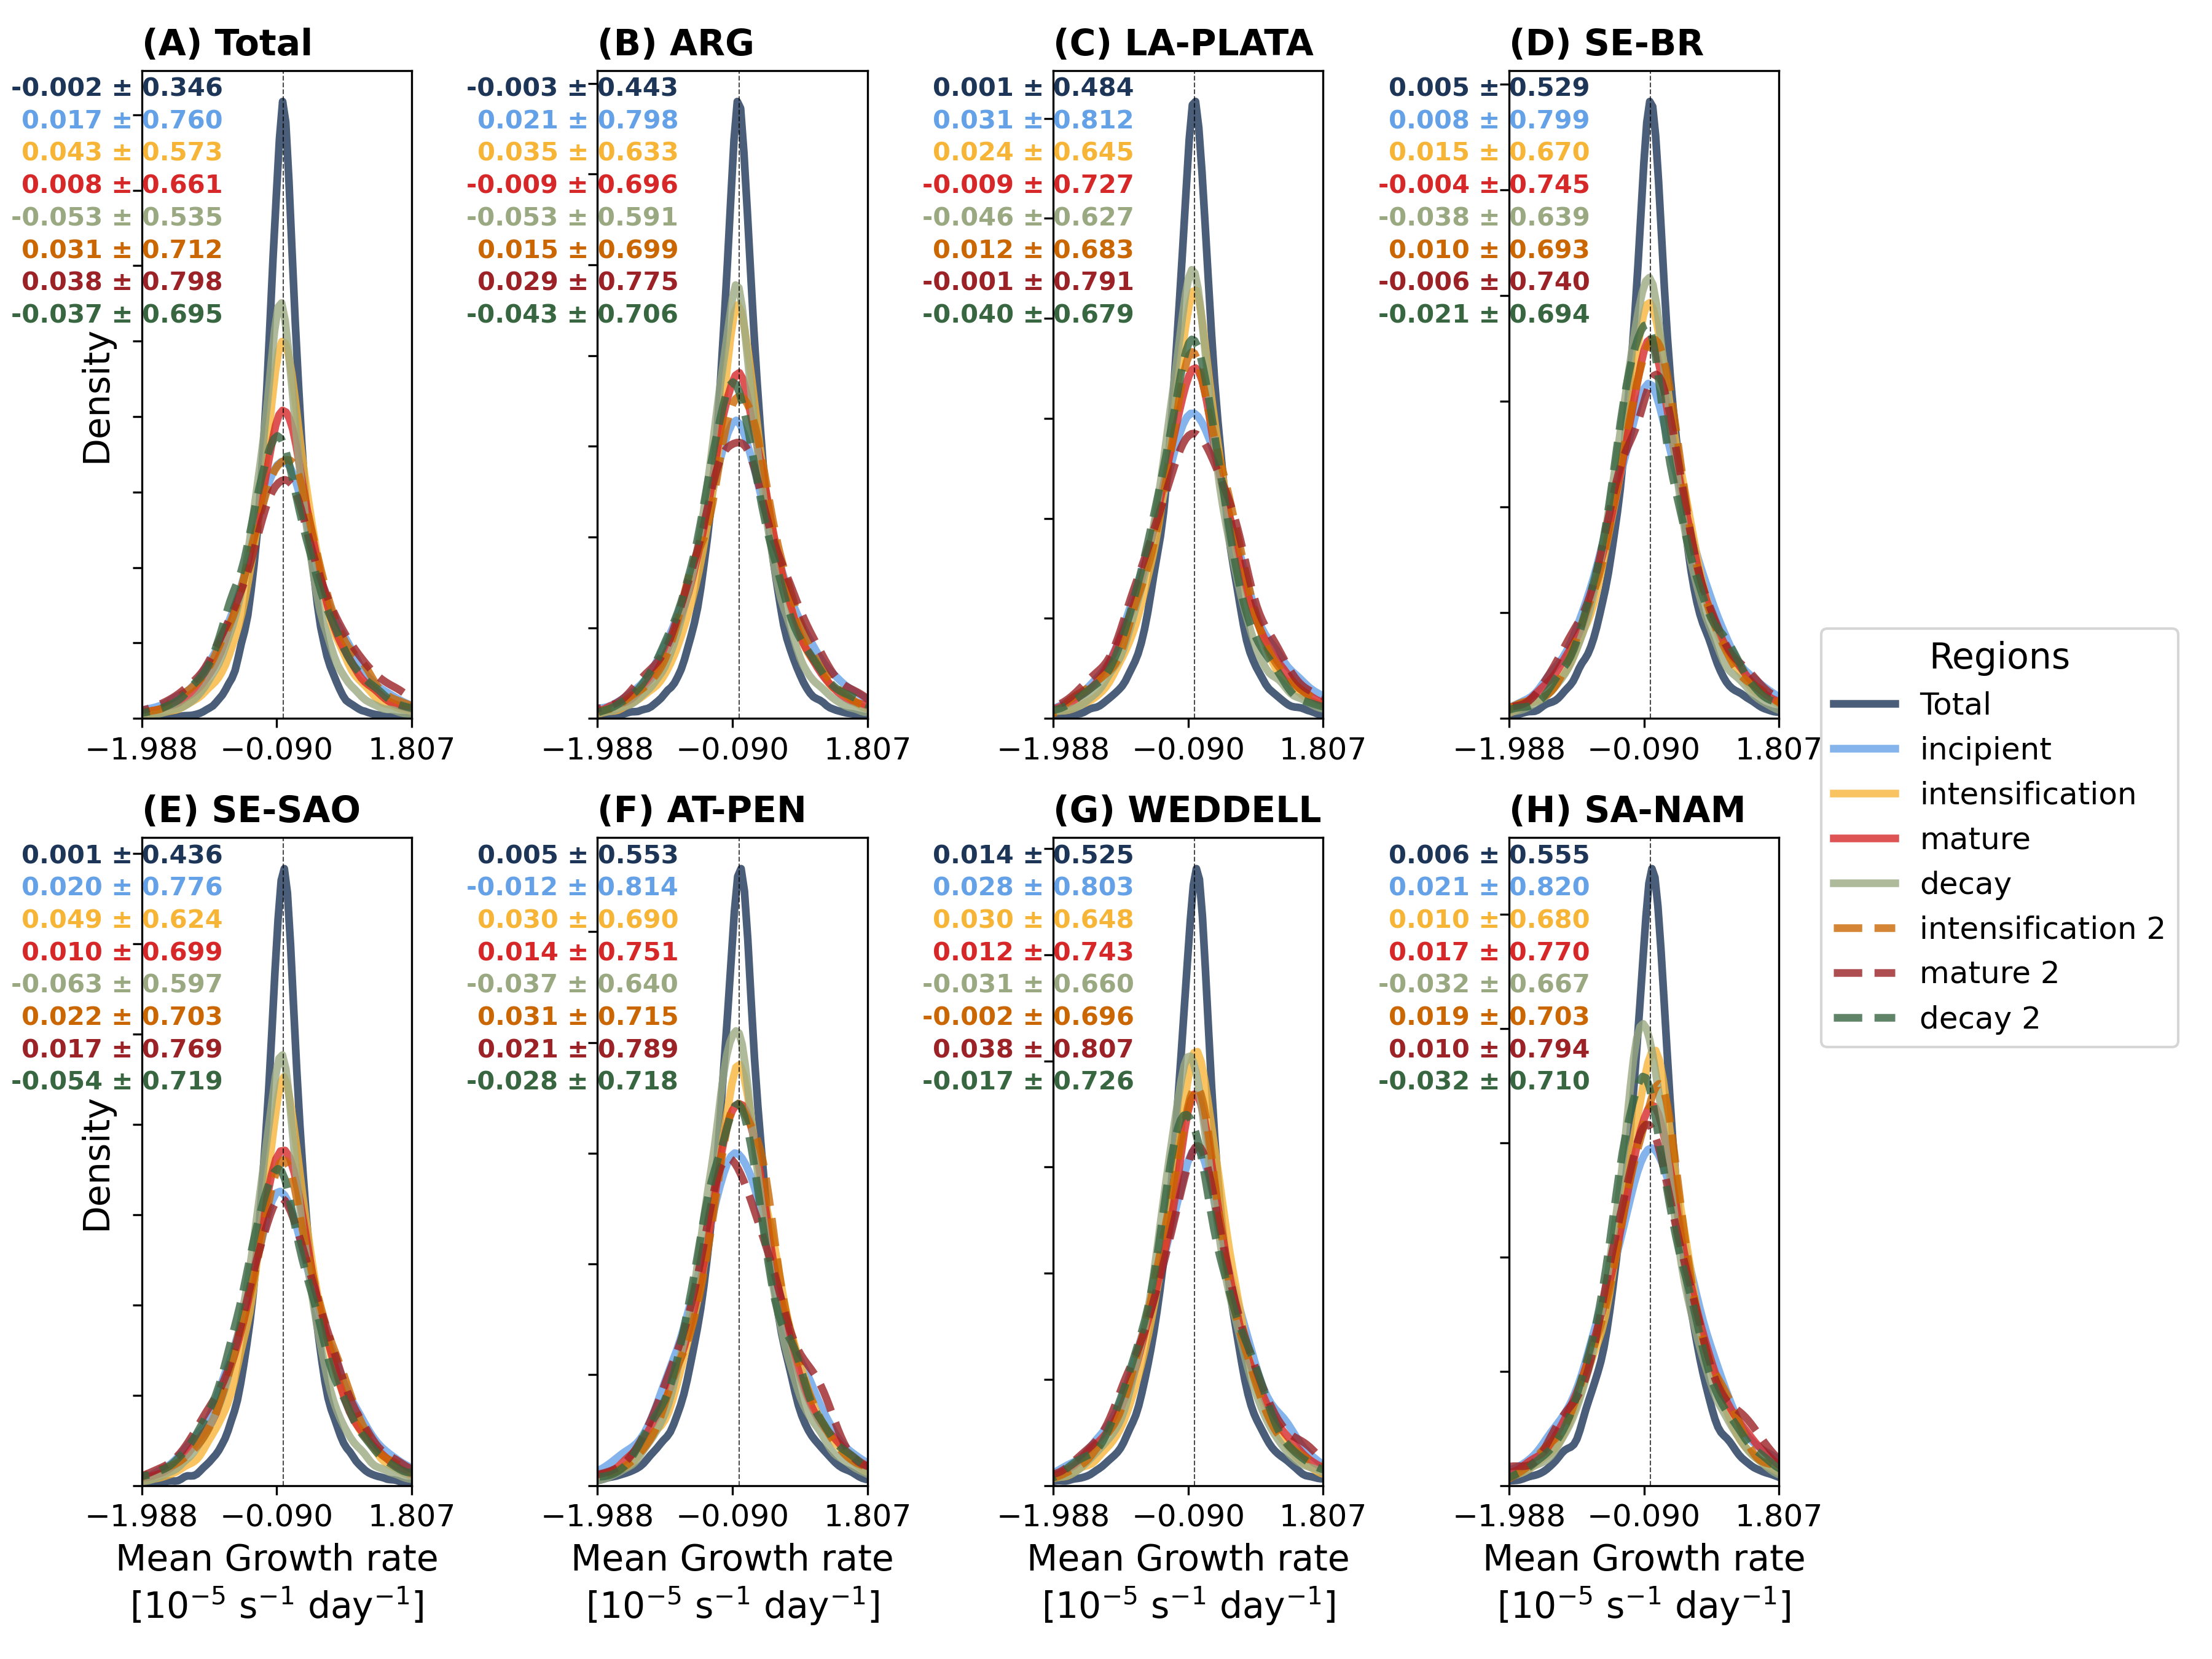 (A) Total
-0.002 ± 0.346
0.017 ± 0.760
0.043 ± 0.573
0.008 ± 0.661
-0.053 ± 0.535
0.031 ± 0.712
0.038 ± 0.798
-0.037 ± 0.695
Density
−1.988 −0.090 1.807
(B) ARG
-0.003 ± 0.443
0.021 ± 0.798
0.035 ± 0.633
-0.009 ± 0.696
-0.053 ± 0.591
0.015 ± 0.699
0.029 ± 0.775
-0.043 ± 0.706
−1.988 −0.090 1.807
(C) LA-PLATA
0.001 ± 0.484
0.031 ± 0.812
0.024 ± 0.645
-0.009 ± 0.727
-0.046 ± 0.627
0.012 ± 0.683
-0.001 ± 0.791
-0.040 ± 0.679
−1.988 −0.090 1.807
(D) SE-BR
0.005 ± 0.529
0.008 ± 0.799
0.015 ± 0.670
-0.004 ± 0.745
-0.038 ± 0.639
0.010 ± 0.693
-0.006 ± 0.740
-0.021 ± 0.694
−1.988 −0.090 1.807
(E) SE-SAO
0.001 ± 0.436
0.020 ± 0.776
0.049 ± 0.624
0.010 ± 0.699
-0.063 ± 0.597
0.022 ± 0.703
0.017 ± 0.769
-0.054 ± 0.719
Density
−1.988 −0.090 1.807
Mean Growth rate
[10⁻⁵ s⁻¹ day⁻¹]
(F) AT-PEN
0.005 ± 0.553
-0.012 ± 0.814
0.030 ± 0.690
0.014 ± 0.751
-0.037 ± 0.640
0.031 ± 0.715
0.021 ± 0.789
-0.028 ± 0.718
−1.988 −0.090 1.807
Mean Growth rate
[10⁻⁵ s⁻¹ day⁻¹]
(G) WEDDELL
0.014 ± 0.525
0.028 ± 0.803
0.030 ± 0.648
0.012 ± 0.743
-0.031 ± 0.660
-0.002 ± 0.696
0.038 ± 0.807
-0.017 ± 0.726
−1.988 −0.090 1.807
Mean Growth rate
[10⁻⁵ s⁻¹ day⁻¹]
(H) SA-NAM
0.006 ± 0.555
0.021 ± 0.820
0.010 ± 0.680
0.017 ± 0.770
-0.032 ± 0.667
0.019 ± 0.703
0.010 ± 0.794
-0.032 ± 0.710
−1.988 −0.090 1.807
Mean Growth rate
[10⁻⁵ s⁻¹ day⁻¹]
Regions
Total
incipient
intensification
mature
decay
intensification 2
mature 2
decay 2